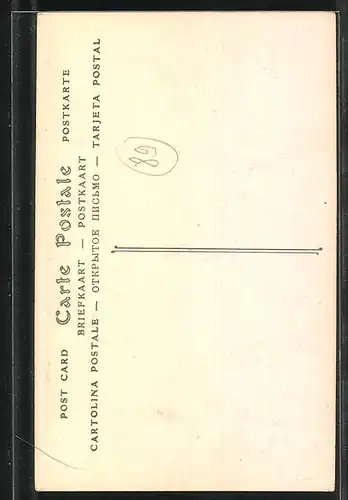 POST CARD Carte Postale POSTKARTE
BRIEFKAART — POSTKAART
CARTOLINA POSTALE — ОТКРЫТОЕ ПИСЬМО — TARJETA POSTAL
89